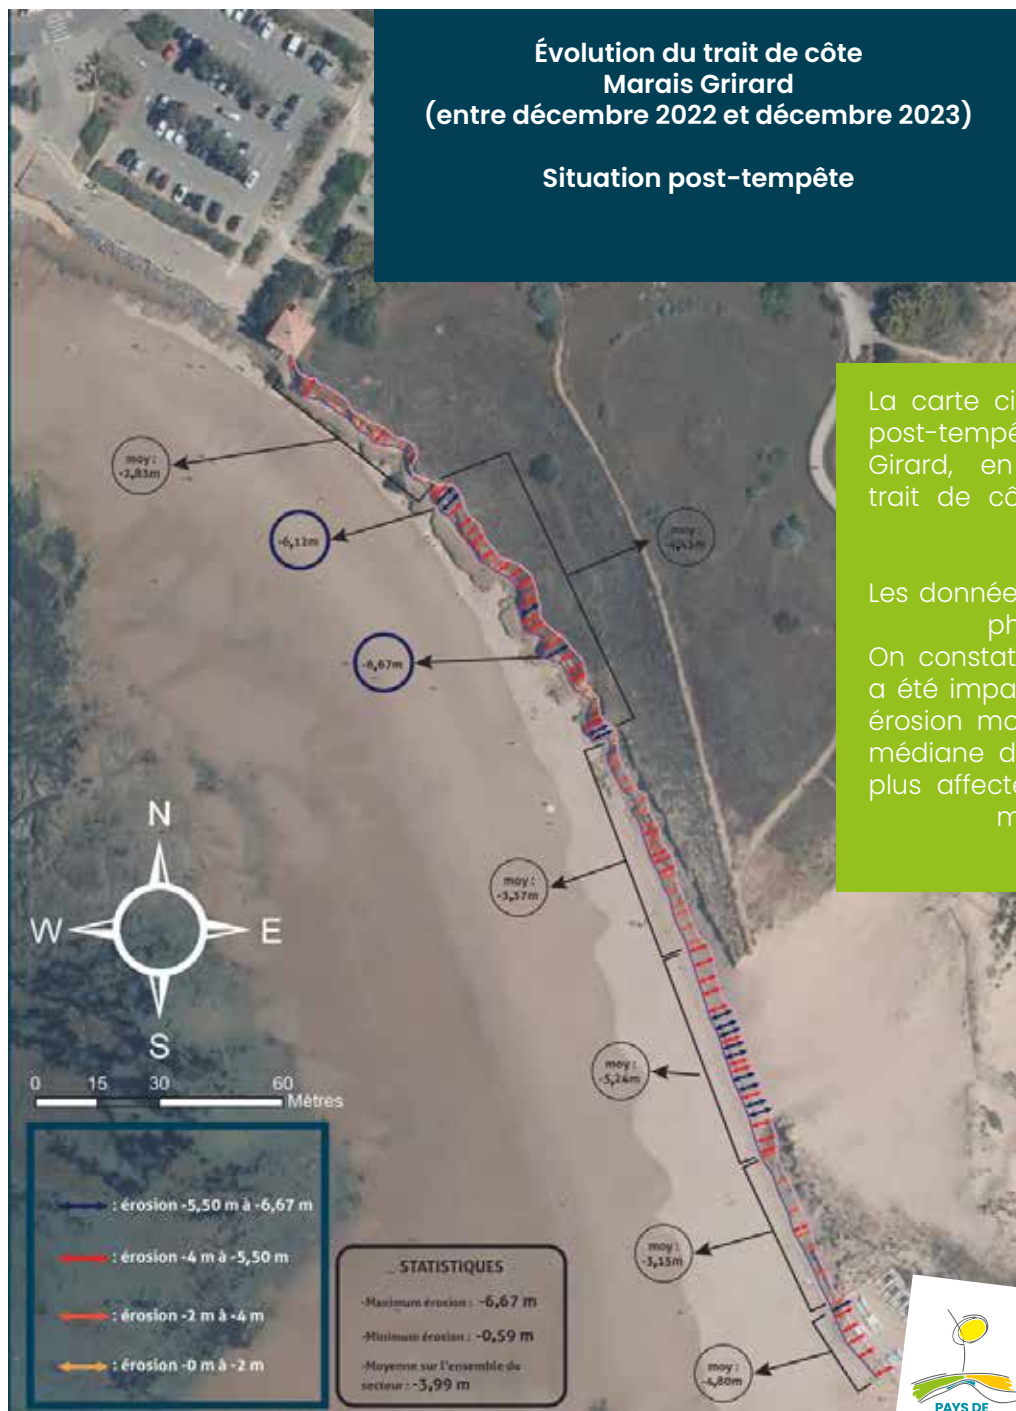 Évolution du trait de côte
Marais Grirard
(entre décembre 2022 et décembre 2023)
Situation post-tempête
La carte ci
post-tempê
Girard, en
trait de cô
Les donnée
ph
On constat
a été impa
érosion mo
médiane d
plus affecté
m
moy :
-2,83m
-6,12m
moy :
-6,67m
moy :
-3,37m
moy :
-5,24m
moy :
-3,15m
moy :
-4,80m
N
W E
S
0 15 30 60
Mètres
: érosion -5,50 m à -6,67 m
: érosion -4 m à -5,50 m
: érosion -2 m à -4 m
: érosion -0 m à -2 m
STATISTIQUES
-Maximum érosion : -6,67 m
-Minimum érosion : -0,59 m
-Moyenne sur l'ensemble du
secteur : -3,99 m
PAYS DE